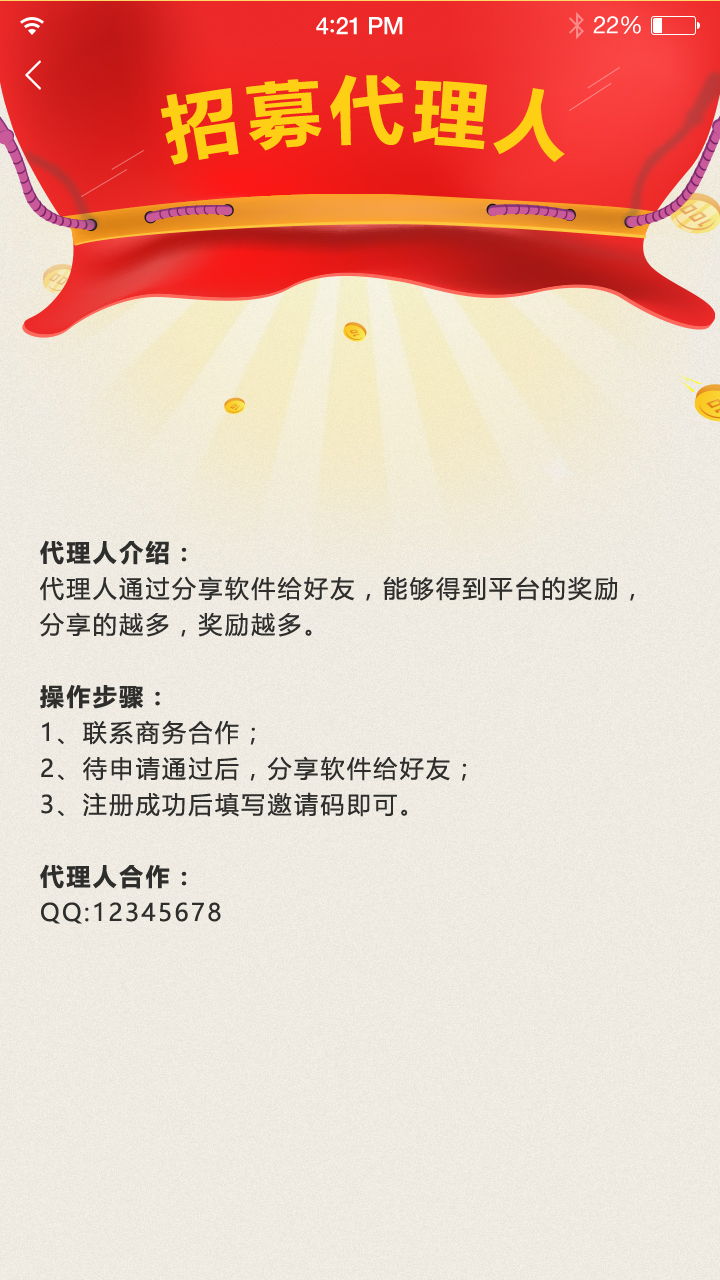 4:21 PM
22%
招募代理人
代理人介绍：
代理人通过分享软件给好友，能够得到平台的奖励，
分享的越多，奖励越多。
操作步骤：
1、联系商务合作；
2、待申请通过后，分享软件给好友；
3、注册成功后填写邀请码即可。
代理人合作：
QQ:12345678